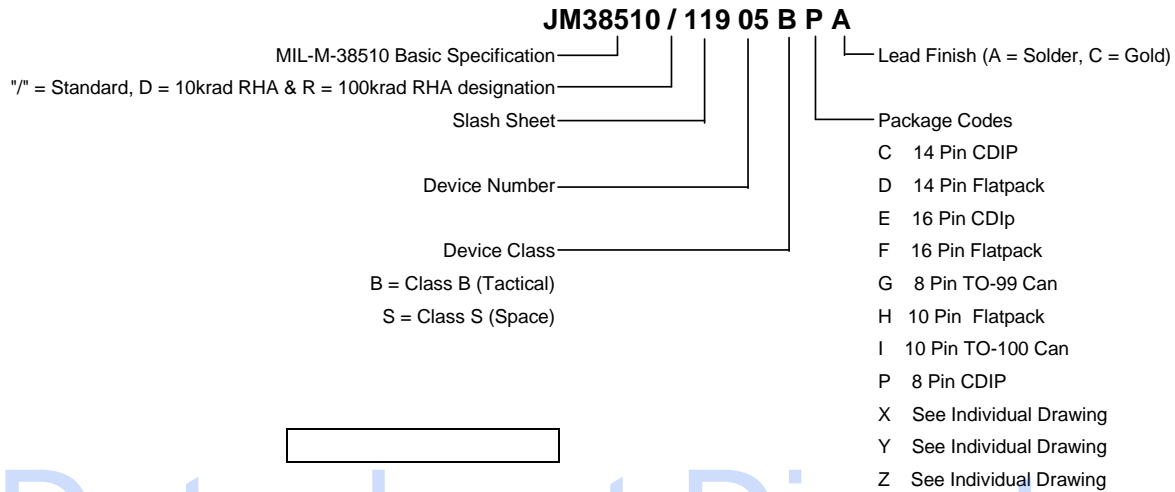 JM38510 / 119 05 B P A
MIL-M-38510 Basic Specification
"/" = Standard, D = 10krad RHA & R = 100krad RHA designation
Slash Sheet
Device Number
Device Class
B = Class B (Tactical)
S = Class S (Space)
Lead Finish (A = Solder, C = Gold)
Package Codes
C 14 Pin CDIP
D 14 Pin Flatpack
E 16 Pin CDIp
F 16 Pin Flatpack
G 8 Pin TO-99 Can
H 10 Pin Flatpack
I 10 Pin TO-100 Can
P 8 Pin CDIP
X See Individual Drawing
Y See Individual Drawing
Z See Individual Drawing